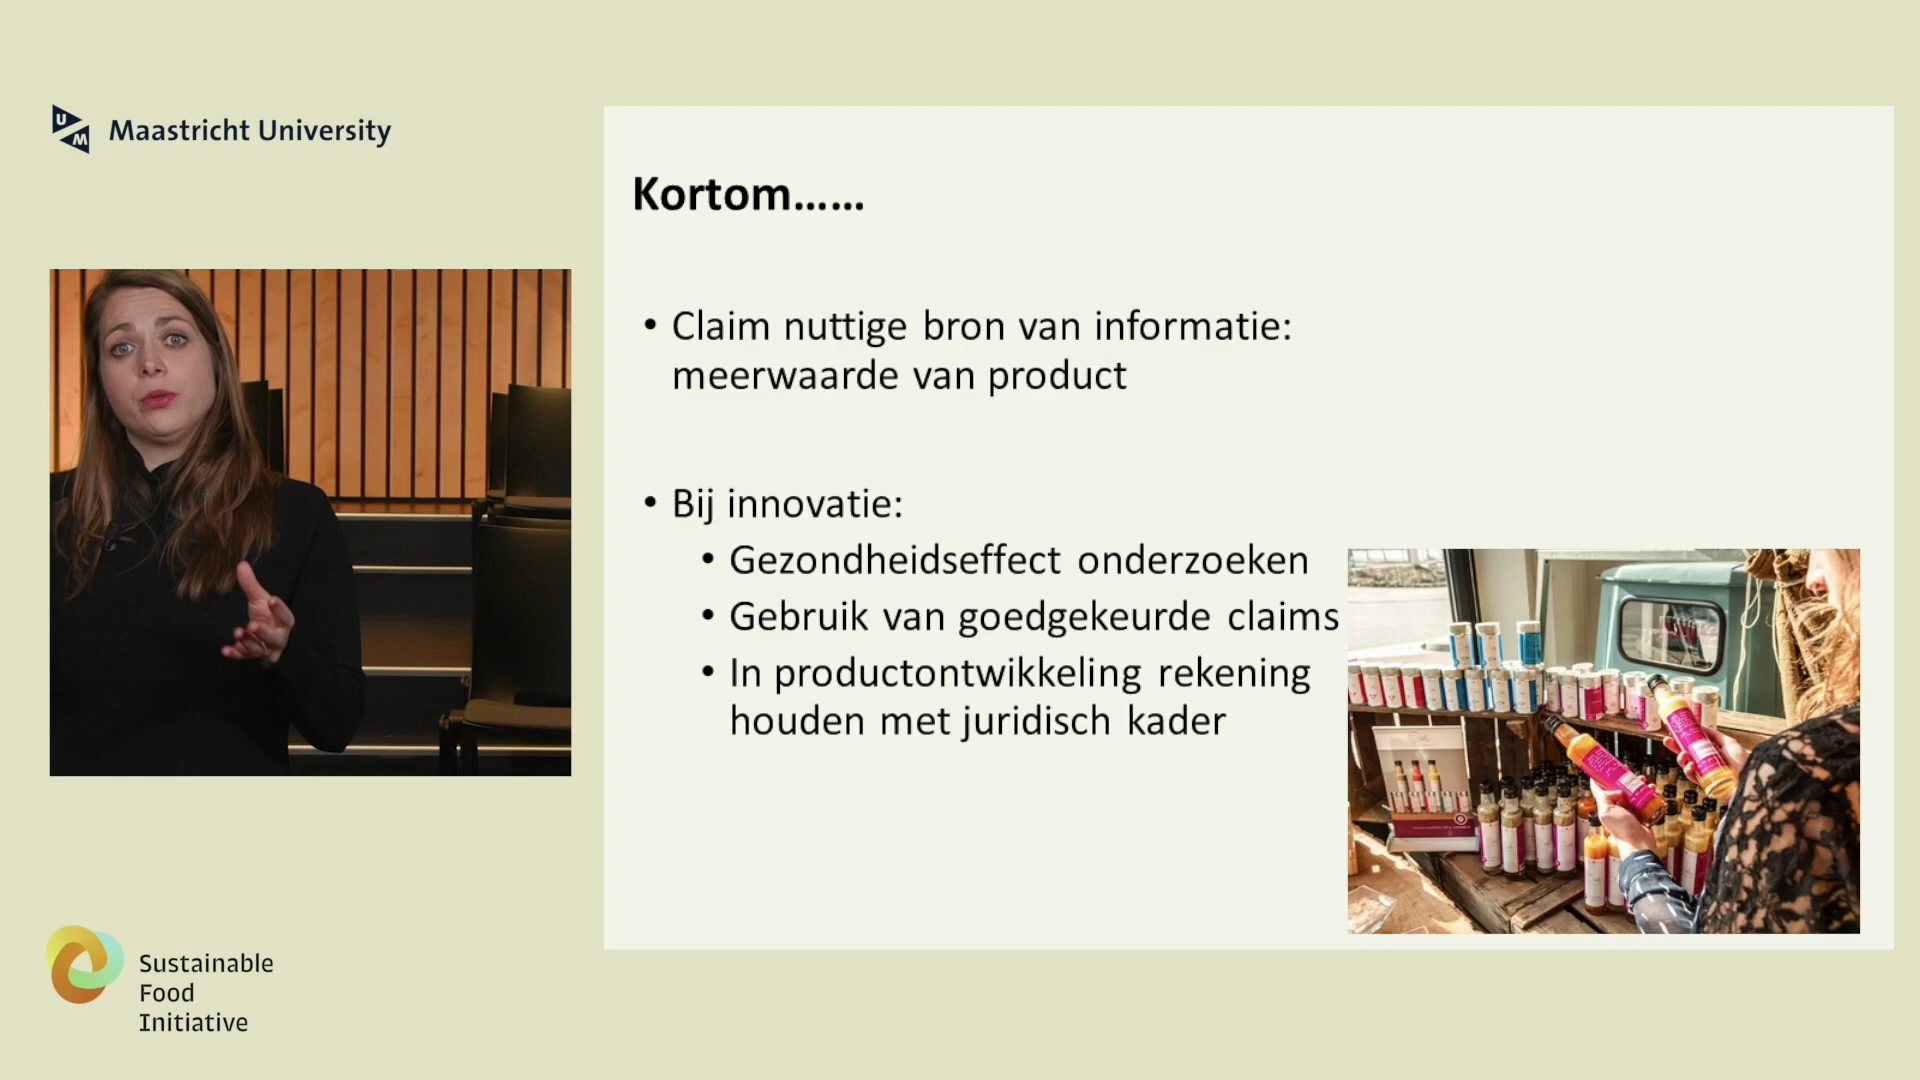 UM
Maastricht University
Kortom......
• Claim nuttige bron van informatie:
meerwaarde van product
• Bij innovatie:
• Gezondheidseffect onderzoeken
• Gebruik van goedgekeurde claims
• In productontwikkeling rekening
houden met juridisch kader
Sustainable
Food
Initiative